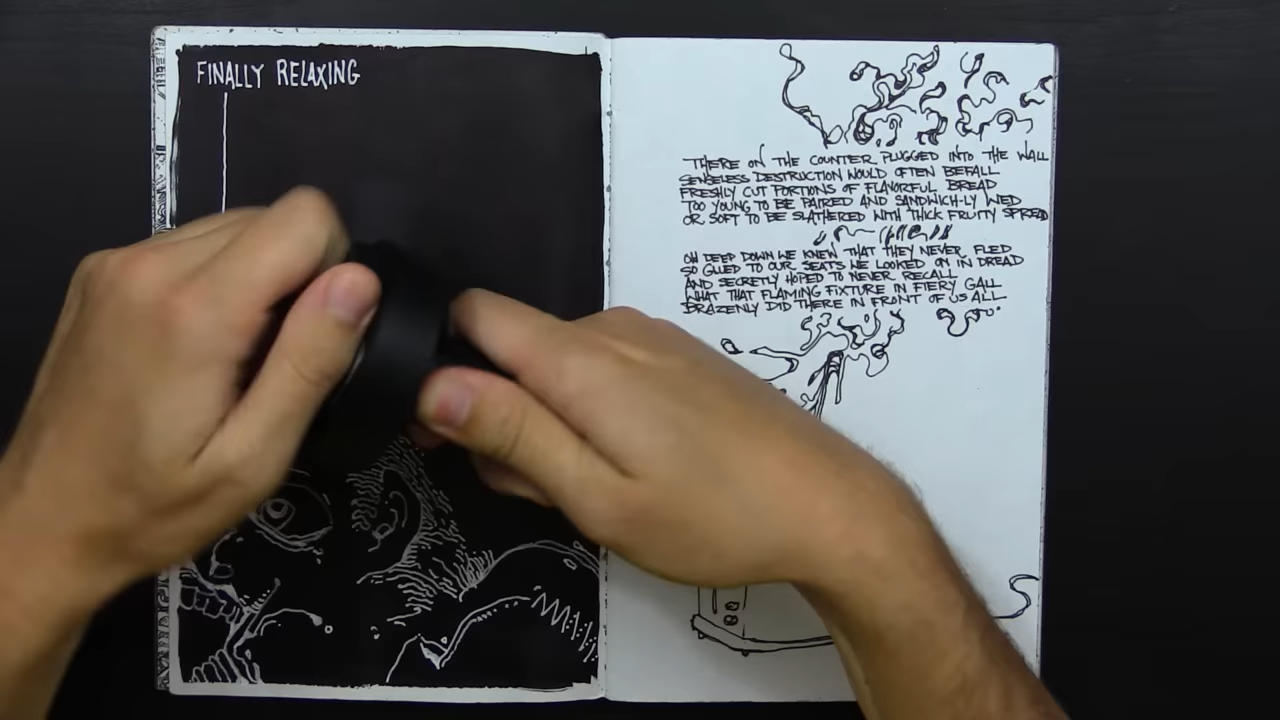 FINALLY RELAXING
THERE ON THE COUNTER PLUGGED INTO THE WALL
SENSELESS DESTRUCTION WOULD OFTEN BEFALL
FRESHLY CUT PORTIONS OF FLAVORFUL BREAD
TOO YOUNG TO BE PAIRED AND SANDWICH-LY WED
OR SOFT TO BE SLATHERED WITH THICK FRUITY SPREAD
OH DEEP DOWN WE KNEW THAT THEY NEVER FLED
SO GLUED TO OUR SEATS WE LOOKED ON IN DREAD
AND SECRETLY HOPED TO NEVER RECALL
WHAT THAT FLAMING FIXTURE IN FIERY GALL
BRAZENLY DID THERE IN FRONT OF US ALL